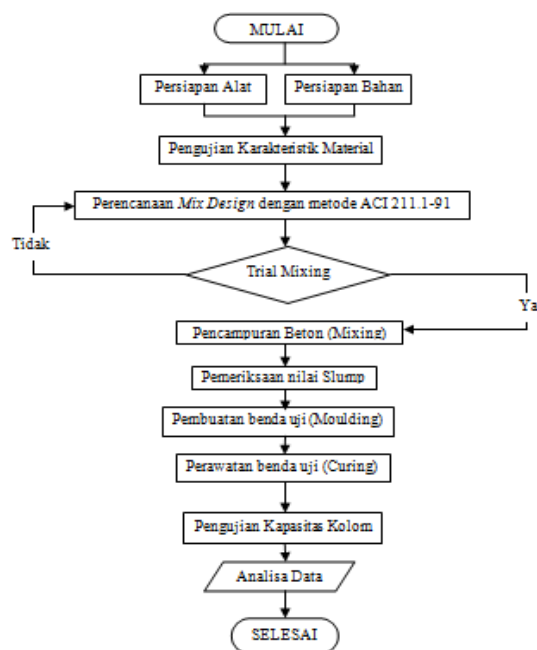 MULAI
Persiapan Alat
Persiapan Bahan
Pengujian Karakteristik Material
Perencanaan Mix Design dengan metode ACI 211.1-91
Tidak
Trial Mixing
Ya
Pencampuran Beton (Mixing)
Pemeriksaan nilai Slump
Pembuatan benda uji (Moulding)
Perawatan benda uji (Curing)
Pengujian Kapasitas Kolom
Analisa Data
SELESAI